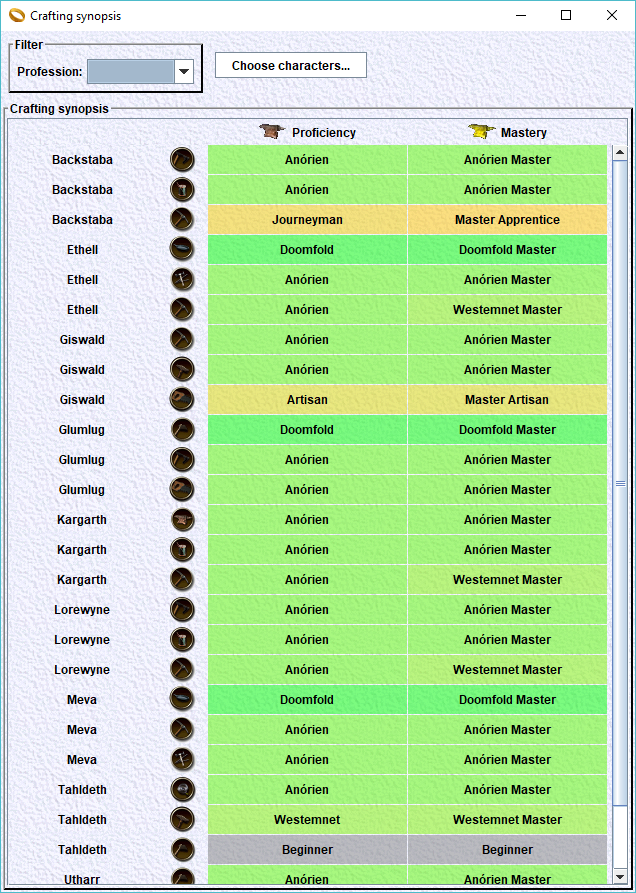 Crafting synopsis
Filter
Profession:
Choose characters...
Crafting synopsis
Proficiency Mastery
Backstaba Anórien Anórien Master
Backstaba Anórien Anórien Master
Backstaba Journeyman Master Apprentice
Ethell Doomfold Doomfold Master
Ethell Anórien Anórien Master
Ethell Anórien Westemnet Master
Giswald Anórien Anórien Master
Giswald Anórien Anórien Master
Giswald Artisan Master Artisan
Glumlug Doomfold Doomfold Master
Glumlug Anórien Anórien Master
Glumlug Anórien Anórien Master
Kargarth Anórien Anórien Master
Kargarth Anórien Anórien Master
Kargarth Anórien Westemnet Master
Lorewyne Anórien Anórien Master
Lorewyne Anórien Anórien Master
Lorewyne Anórien Westemnet Master
Meva Doomfold Doomfold Master
Meva Anórien Anórien Master
Meva Anórien Anórien Master
Tahldeth Anórien Anórien Master
Tahldeth Westemnet Westemnet Master
Tahldeth Beginner Beginner
Utharr Anórien Anórien Master